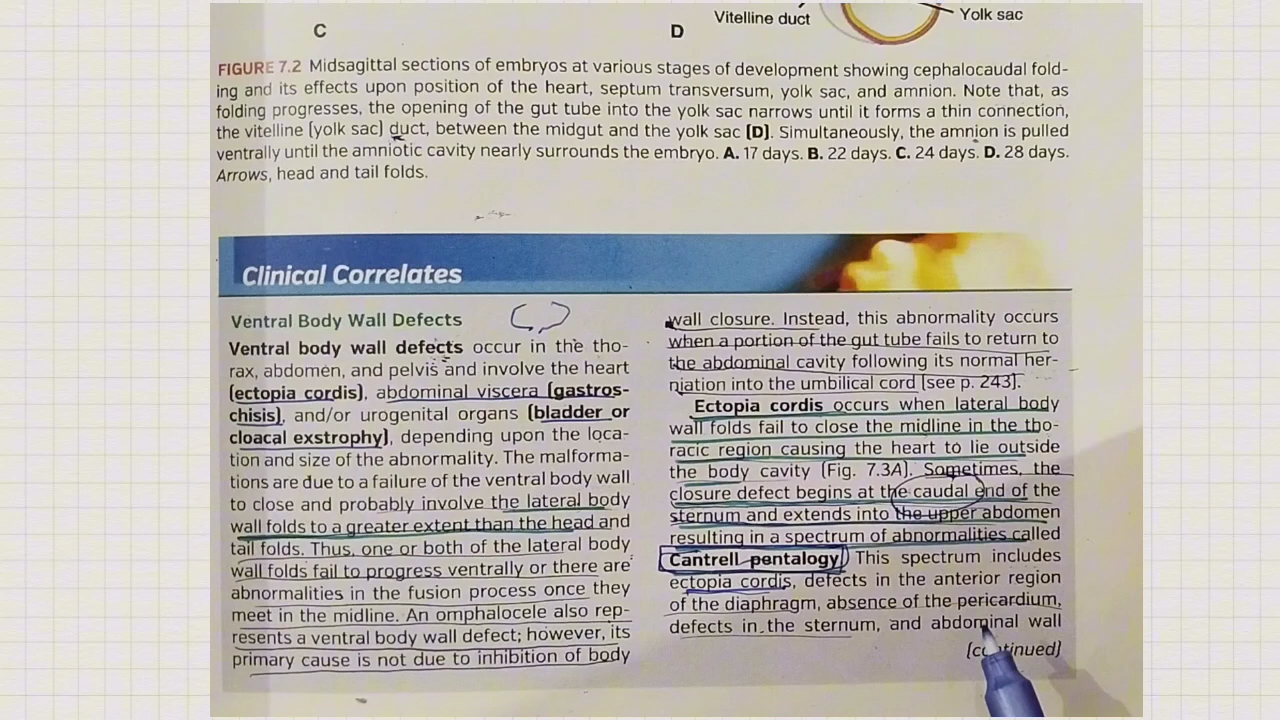 Vitelline duct
Yolk sac
C
D
FIGURE 7.2 Midsagittal sections of embryos at various stages of development showing cephalocaudal fold-
ing and its effects upon position of the heart, septum transversum, yolk sac, and amnion. Note that, as
folding progresses, the opening of the gut tube into the yolk sac narrows until it forms a thin connection,
the vitelline (yolk sac) duct, between the midgut and the yolk sac (D). Simultaneously, the amnion is pulled
ventrally until the amniotic cavity nearly surrounds the embryo. A. 17 days. B. 22 days. C. 24 days. D. 28 days.
Arrows, head and tail folds.
Clinical Correlates
Ventral Body Wall Defects
Ventral body wall defects occur in the tho-
rax, abdomen, and pelvis and involve the heart
(ectopia cordis), abdominal viscera (gastros-
chisis), and/or urogenital organs (bladder or
cloacal exstrophy), depending upon the loca-
tion and size of the abnormality. The malforma-
tions are due to a failure of the ventral body wall
to close and probably involve the lateral body
wall folds to a greater extent than the head and
tail folds. Thus, one or both of the lateral body
wall folds fail to progress ventrally or there are
abnormalities in the fusion process once they
meet in the midline. An omphalocele also rep-
resents a ventral body wall defect; however, its
primary cause is not due to inhibition of body
wall closure. Instead, this abnormality occurs
when a portion of the gut tube fails to return to
the abdominal cavity following its normal her-
niation into the umbilical cord (see p. 243).
Ectopia cordis occurs when lateral body
wall folds fail to close the midline in the tho-
racic region causing the heart to lie outside
the body cavity (Fig. 7.3A). Sometimes, the
closure defect begins at the caudal end of the
sternum and extends into the upper abdomen
resulting in a spectrum of abnormalities called
Cantrell pentalogy. This spectrum includes
ectopia cordis, defects in the anterior region
of the diaphragm, absence of the pericardium,
defects in the sternum, and abdominal wall
(continued)